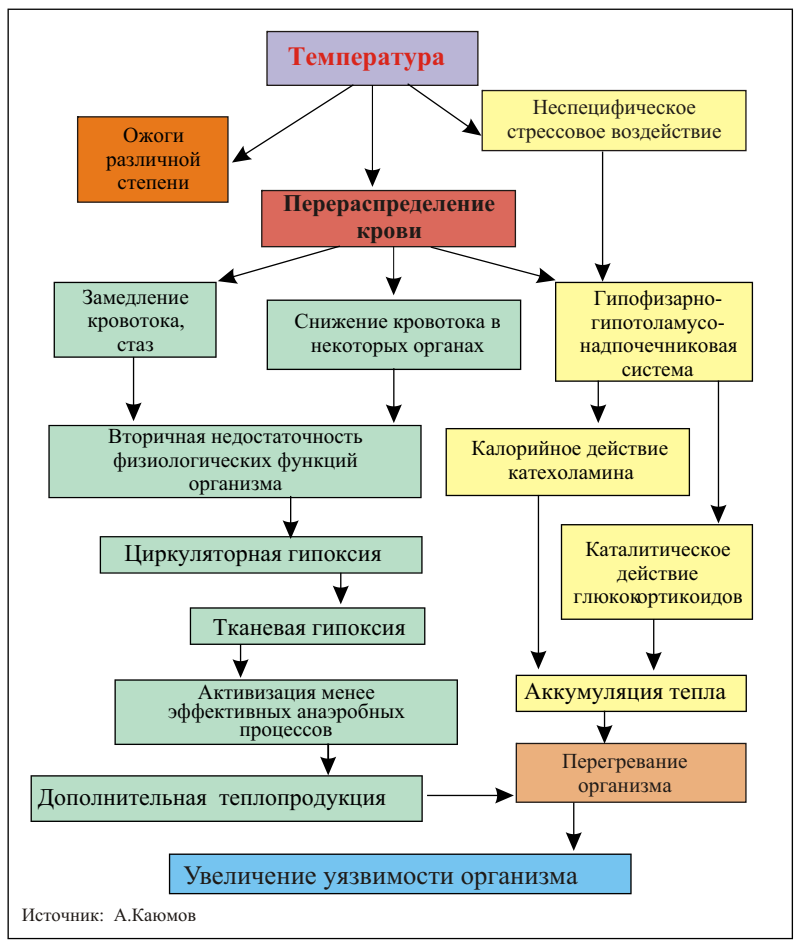 Температура
Неспецифическое
стрессовое воздействие
Ожоги
различной
степени
Перераспределение
крови
Замедление
кровотока,
стаз
Снижение кровотока в
некоторых органах
Гипофизарно-
гипотоламусо-
надпочечниковая
система
Вторичная недостаточность
физиологических функций
организма
Калорийное действие
катехоламина
Циркуляторная гипоксия
Каталитическое
действие
глюкокортикоидов
Тканевая гипоксия
Активизация менее
эффективных анаэробных
процессов
Аккумуляция тепла
Перегревание
организма
Дополнительная теплопродукция
Увеличение уязвимости организма
Источник: А.Каюмов